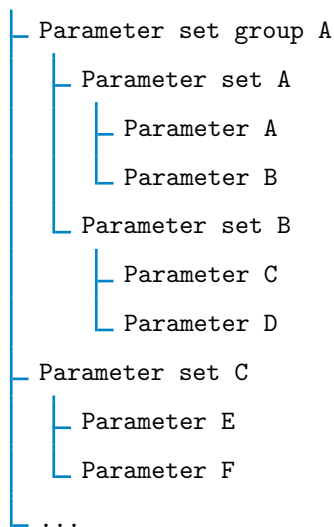 Parameter set group A
Parameter set A
Parameter A
Parameter B
Parameter set B
Parameter C
Parameter D
Parameter set C
Parameter E
Parameter F
...